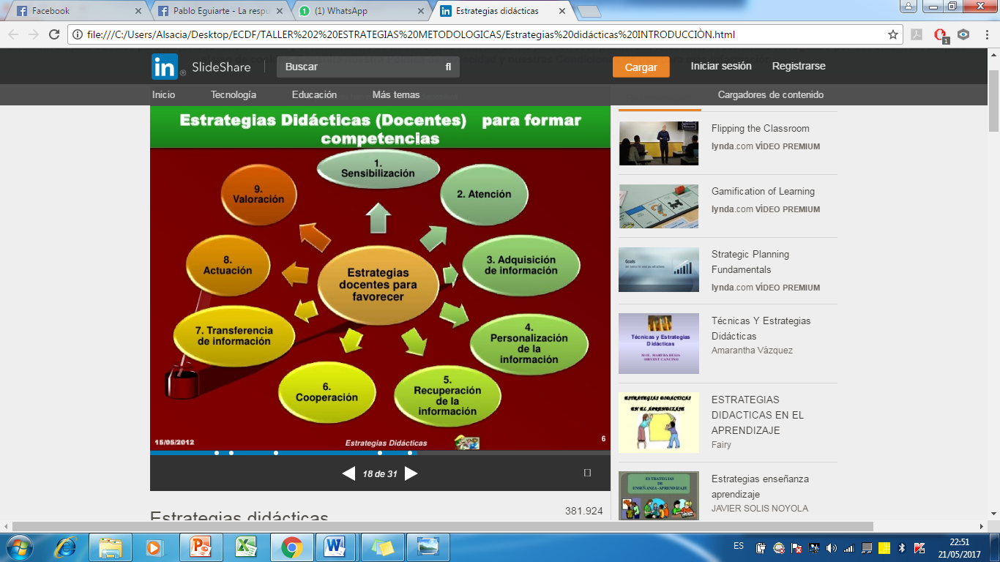 Facebook
Pablo Eguiarte - La respu
(1) WhatsApp
Estrategias didácticas
file:///C:/Users/Alsacia/Desktop/ECDF/TALLER%202%20ESTRATEGIAS%20METODOLOGICAS/Estrategias%20didácticas%20INTRODUCCIÒN.html
1
in SlideShare
Buscar
Cargar
Iniciar sesión
Registrarse
Inicio
Tecnología
Educación
Más temas
Cargadores de contenido
Estrategias Didácticas (Docentes) para formar
competencias
1.
Sensibilización
2. Atención
3. Adquisición
de información
4.
Personalización
de la
información
5.
Recuperación
de la
información
6.
Cooperación
7. Transferencia
de información
8.
Actuación
9.
Valoración
Estrategias
docentes para
favorecer
15/05/2012
Estrategias Didácticas
6
18 de 31
Estrategias didácticas
381.924
Flipping the Classroom
lynda.com VÍDEO PREMIUM
Gamification of Learning
lynda.com VÍDEO PREMIUM
Goals
Strategic Planning
Fundamentals
lynda.com VÍDEO PREMIUM
Técnicas y Estrategias
Didácticas
Técnicas Y Estrategias
Didácticas
Amarantha Vázquez
ESTRATEGIAS DIDÁCTICAS
EN EL APRENDIZAJE
ESTRATEGIAS
DIDACTICAS EN EL
APRENDIZAJE
Fairy
ESTRATEGIAS
DE
ENSEÑANZA-APRENDIZAJE
Estrategias enseñanza
aprendizaje
JAVIER SOLIS NOYOLA
ES
22:51
21/05/2017